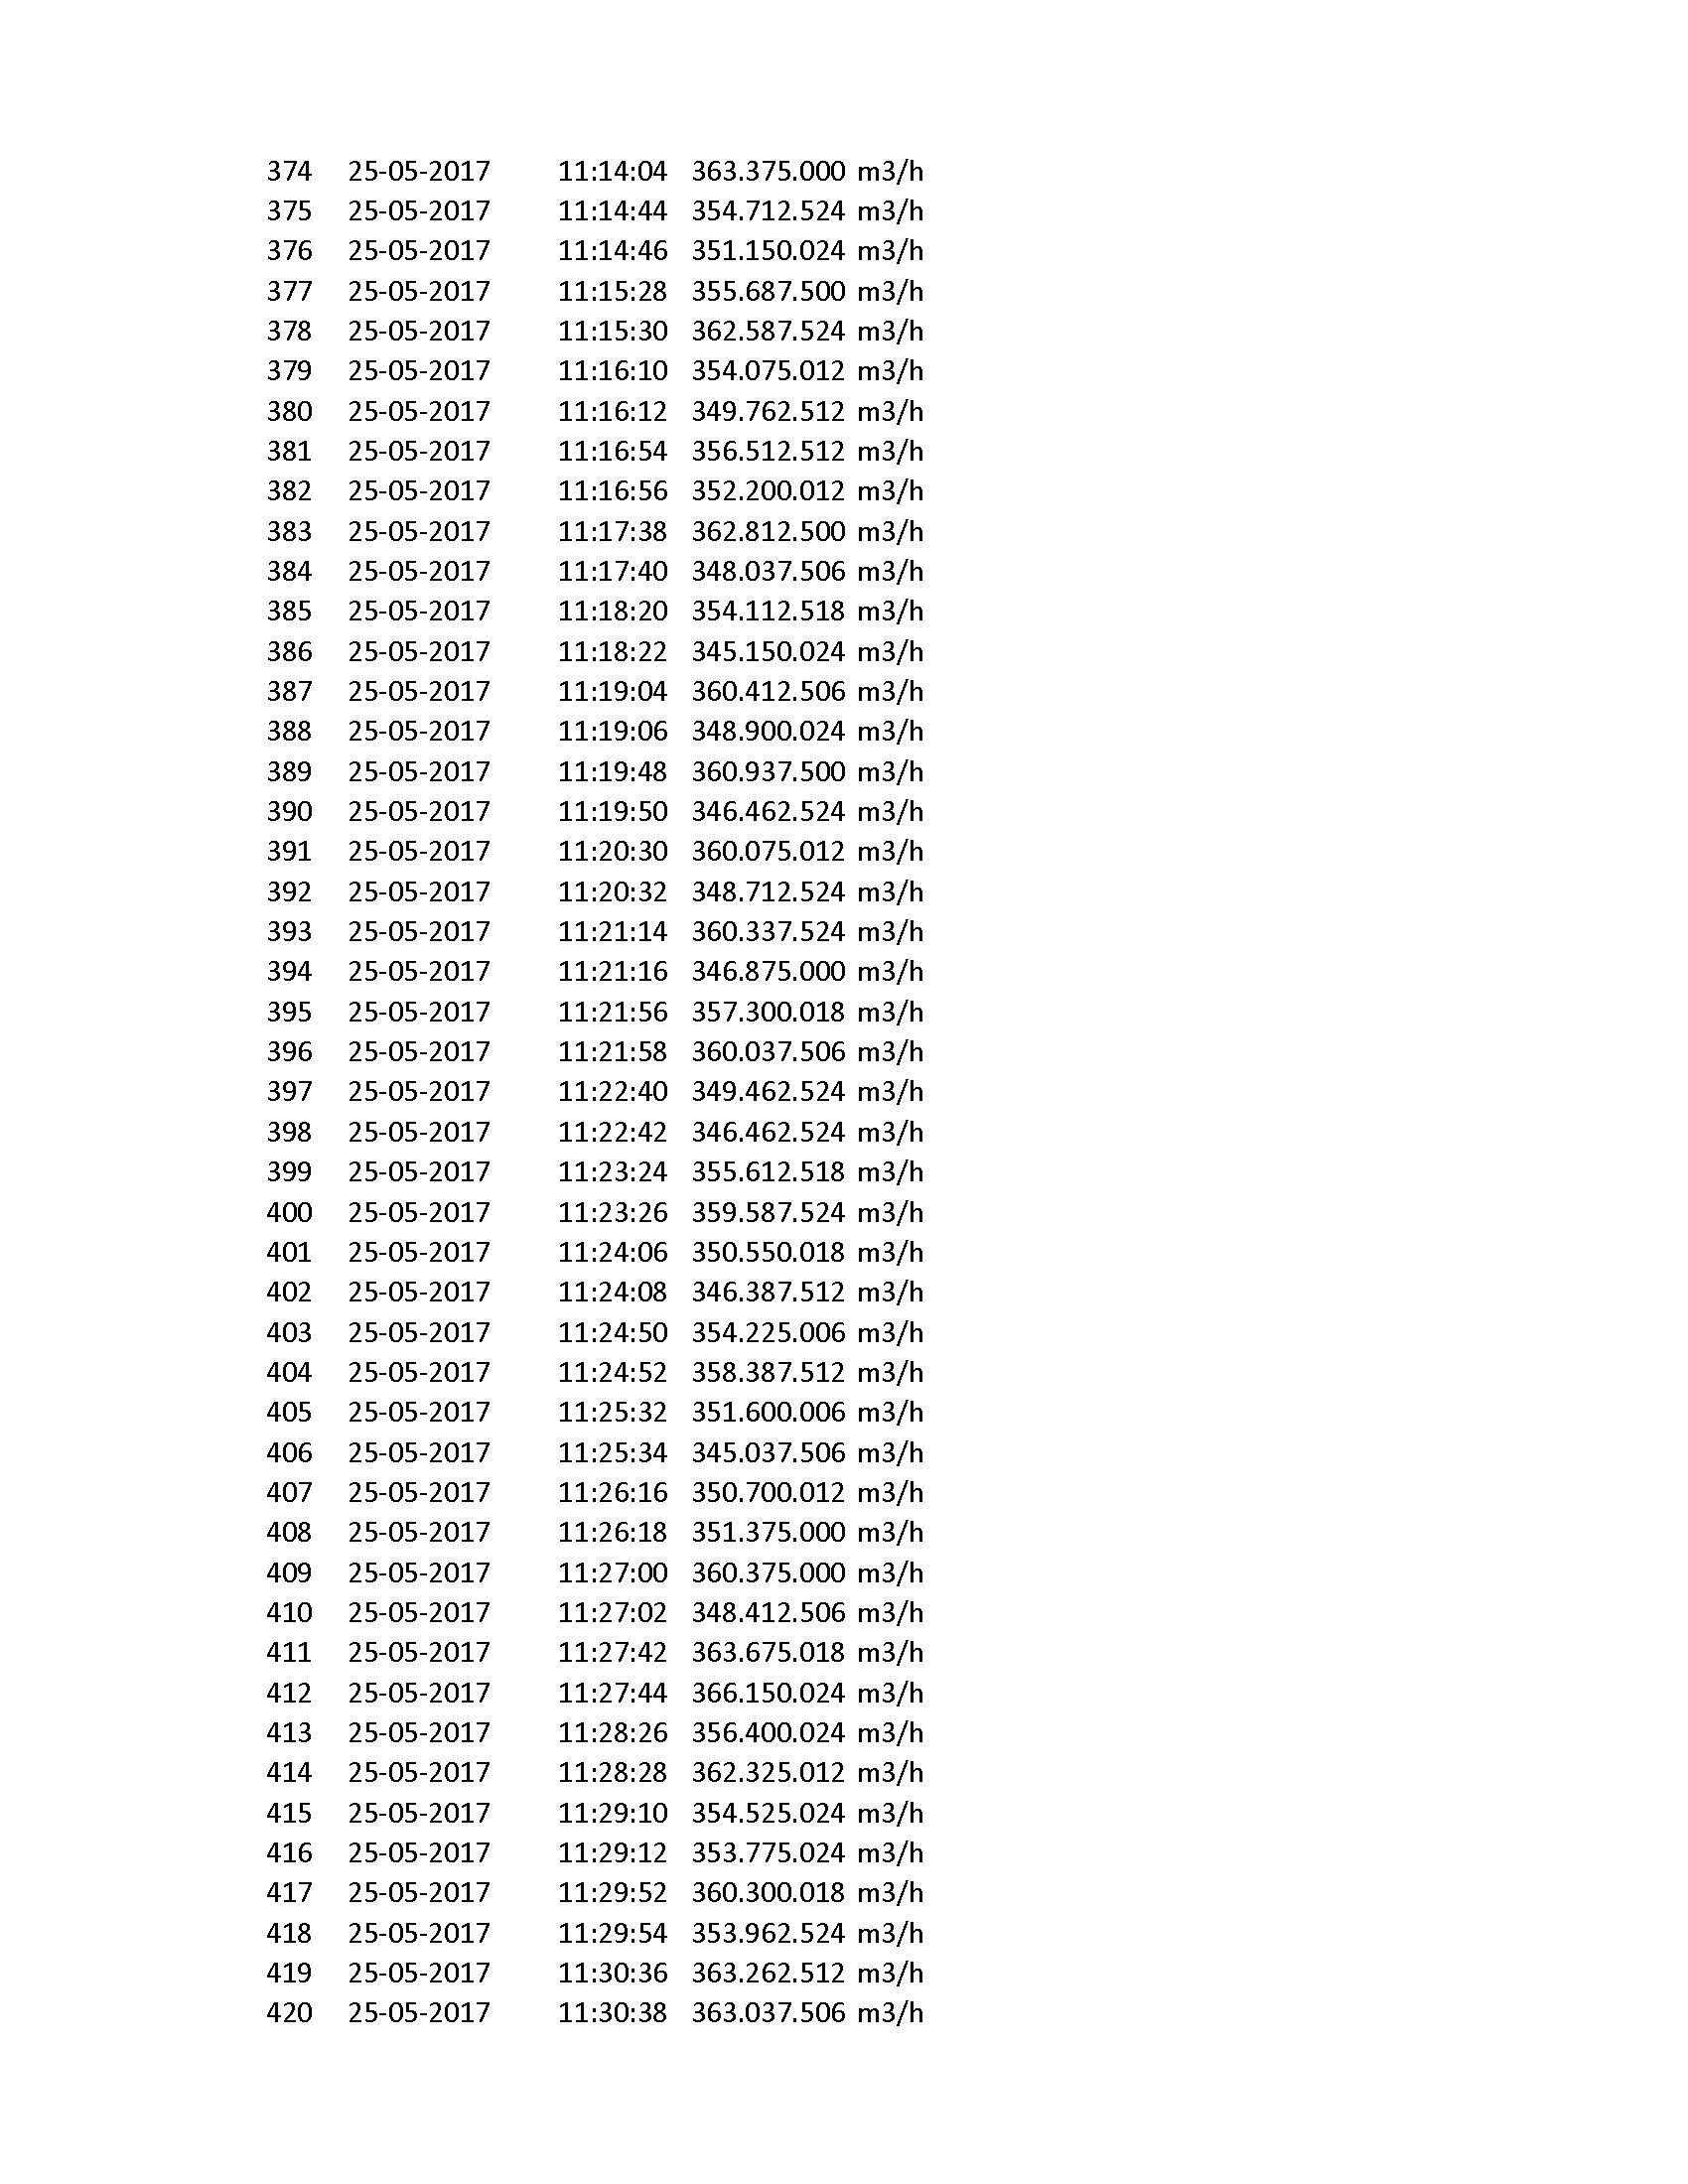 374 25-05-2017 11:14:04 363.375.000 m3/h
375 25-05-2017 11:14:44 354.712.524 m3/h
376 25-05-2017 11:14:46 351.150.024 m3/h
377 25-05-2017 11:15:28 355.687.500 m3/h
378 25-05-2017 11:15:30 362.587.524 m3/h
379 25-05-2017 11:16:10 354.075.012 m3/h
380 25-05-2017 11:16:12 349.762.512 m3/h
381 25-05-2017 11:16:54 356.512.512 m3/h
382 25-05-2017 11:16:56 352.200.012 m3/h
383 25-05-2017 11:17:38 362.812.500 m3/h
384 25-05-2017 11:17:40 348.037.506 m3/h
385 25-05-2017 11:18:20 354.112.518 m3/h
386 25-05-2017 11:18:22 345.150.024 m3/h
387 25-05-2017 11:19:04 360.412.506 m3/h
388 25-05-2017 11:19:06 348.900.024 m3/h
389 25-05-2017 11:19:48 360.937.500 m3/h
390 25-05-2017 11:19:50 346.462.524 m3/h
391 25-05-2017 11:20:30 360.075.012 m3/h
392 25-05-2017 11:20:32 348.712.524 m3/h
393 25-05-2017 11:21:14 360.337.524 m3/h
394 25-05-2017 11:21:16 346.875.000 m3/h
395 25-05-2017 11:21:56 357.300.018 m3/h
396 25-05-2017 11:21:58 360.037.506 m3/h
397 25-05-2017 11:22:40 349.462.524 m3/h
398 25-05-2017 11:22:42 346.462.524 m3/h
399 25-05-2017 11:23:24 355.612.518 m3/h
400 25-05-2017 11:23:26 359.587.524 m3/h
401 25-05-2017 11:24:06 350.550.018 m3/h
402 25-05-2017 11:24:08 346.387.512 m3/h
403 25-05-2017 11:24:50 354.225.006 m3/h
404 25-05-2017 11:24:52 358.387.512 m3/h
405 25-05-2017 11:25:32 351.600.006 m3/h
406 25-05-2017 11:25:34 345.037.506 m3/h
407 25-05-2017 11:26:16 350.700.012 m3/h
408 25-05-2017 11:26:18 351.375.000 m3/h
409 25-05-2017 11:27:00 360.375.000 m3/h
410 25-05-2017 11:27:02 348.412.506 m3/h
411 25-05-2017 11:27:42 363.675.018 m3/h
412 25-05-2017 11:27:44 366.150.024 m3/h
413 25-05-2017 11:28:26 356.400.024 m3/h
414 25-05-2017 11:28:28 362.325.012 m3/h
415 25-05-2017 11:29:10 354.525.024 m3/h
416 25-05-2017 11:29:12 353.775.024 m3/h
417 25-05-2017 11:29:52 360.300.018 m3/h
418 25-05-2017 11:29:54 353.962.524 m3/h
419 25-05-2017 11:30:36 363.262.512 m3/h
420 25-05-2017 11:30:38 363.037.506 m3/h